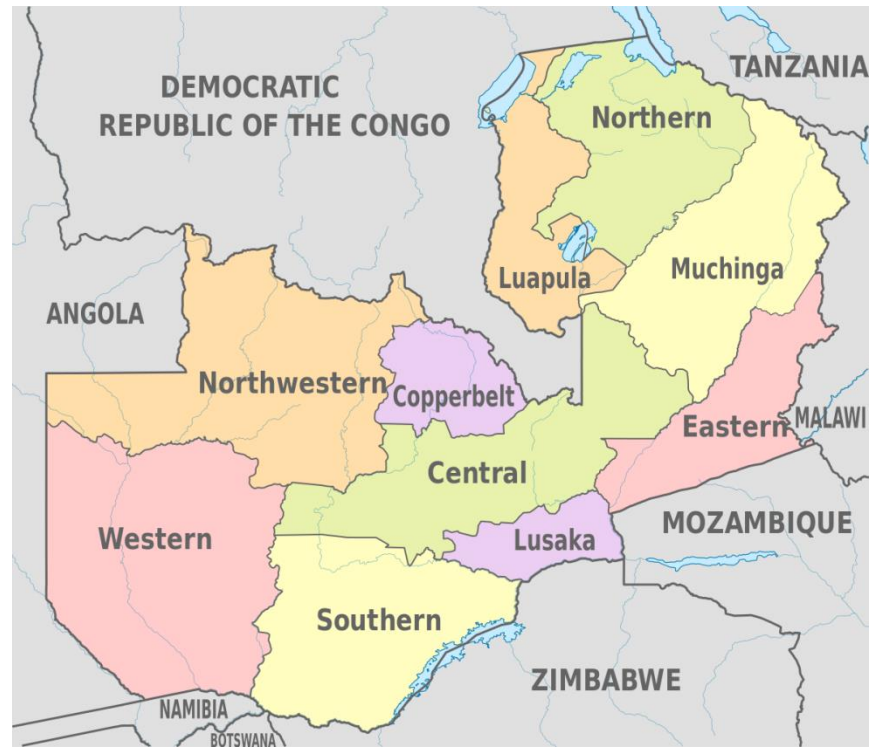 DEMOCRATIC
REPUBLIC OF THE CONGO
TANZANIA
Northern
Luapula
Muchinga
ANGOLA
Northwestern
Copperbelt
Eastern
MALAWI
Central
Western
Lusaka
MOZAMBIQUE
Southern
ZIMBABWE
NAMIBIA
BOTSWANA